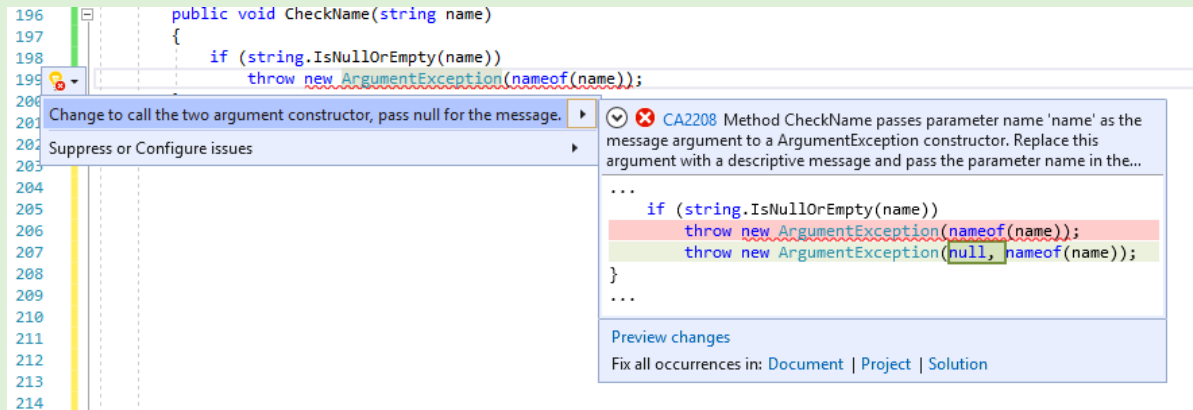 196 public void CheckName(string name)
197 {
198 if (string.IsNullOrEmpty(name))
199 throw new ArgumentException(nameof(name));
200
201 Change to call the two argument constructor, pass null for the message.
202 Suppress or Configure issues
203
204
205
206
207
208
209
210
211
212
213
214
CA2208 Method CheckName passes parameter name 'name' as the
message argument to a ArgumentException constructor. Replace this
argument with a descriptive message and pass the parameter name in the...
...
if (string.IsNullOrEmpty(name))
throw new ArgumentException(nameof(name));
throw new ArgumentException(null, nameof(name));
}
...
Preview changes
Fix all occurrences in: Document | Project | Solution